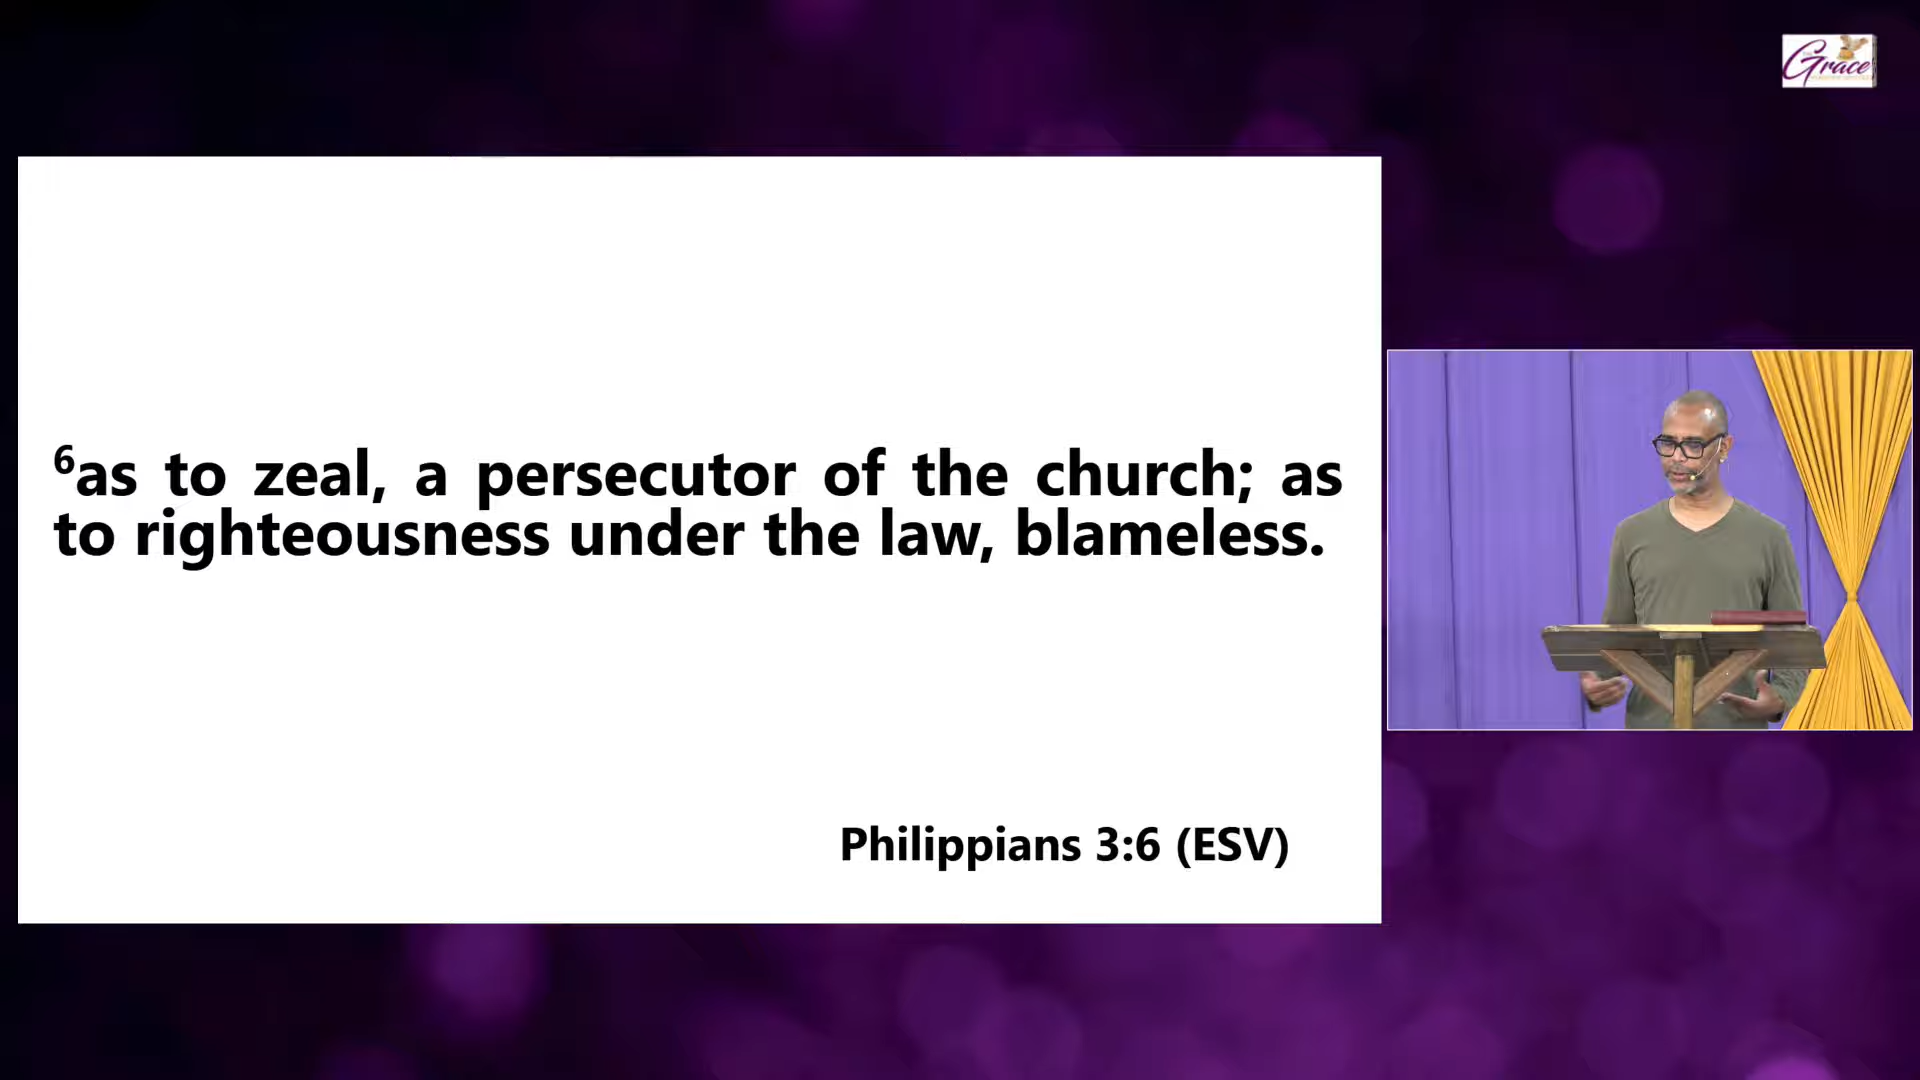 Grace
⁶as to zeal, a persecutor of the church; as
to righteousness under the law, blameless.
Philippians 3:6 (ESV)